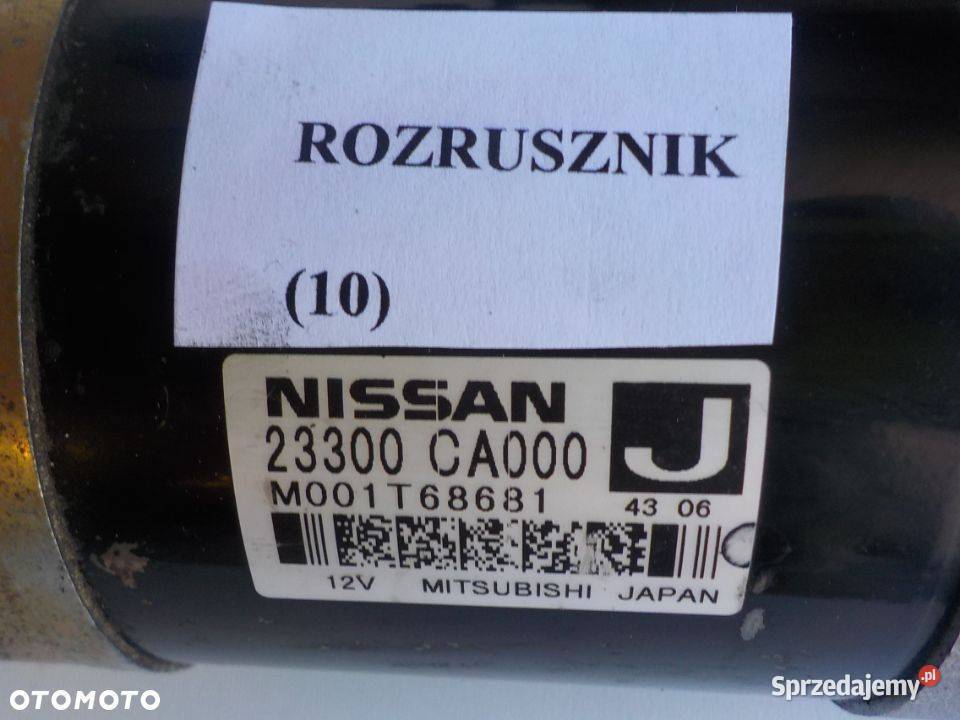 ROZRUSZNIK
(10)
NISSAN
23300 CA000
J
M001T68681
43 06
12V MITSUBISHI JAPAN
OTOMOTO
Sprzedajemy.pl